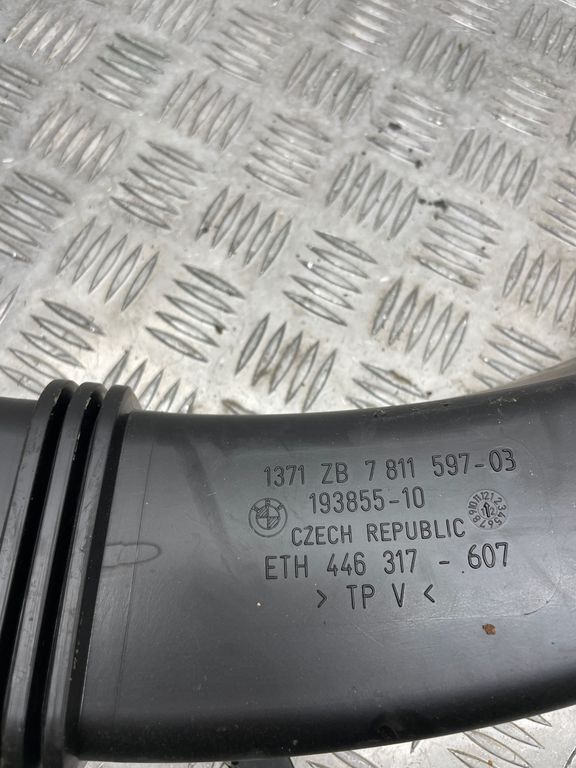 1371 ZB 7 811 597-03
193855-10
CZECH REPUBLIC
ETH 446 317 - 607
> TP V <